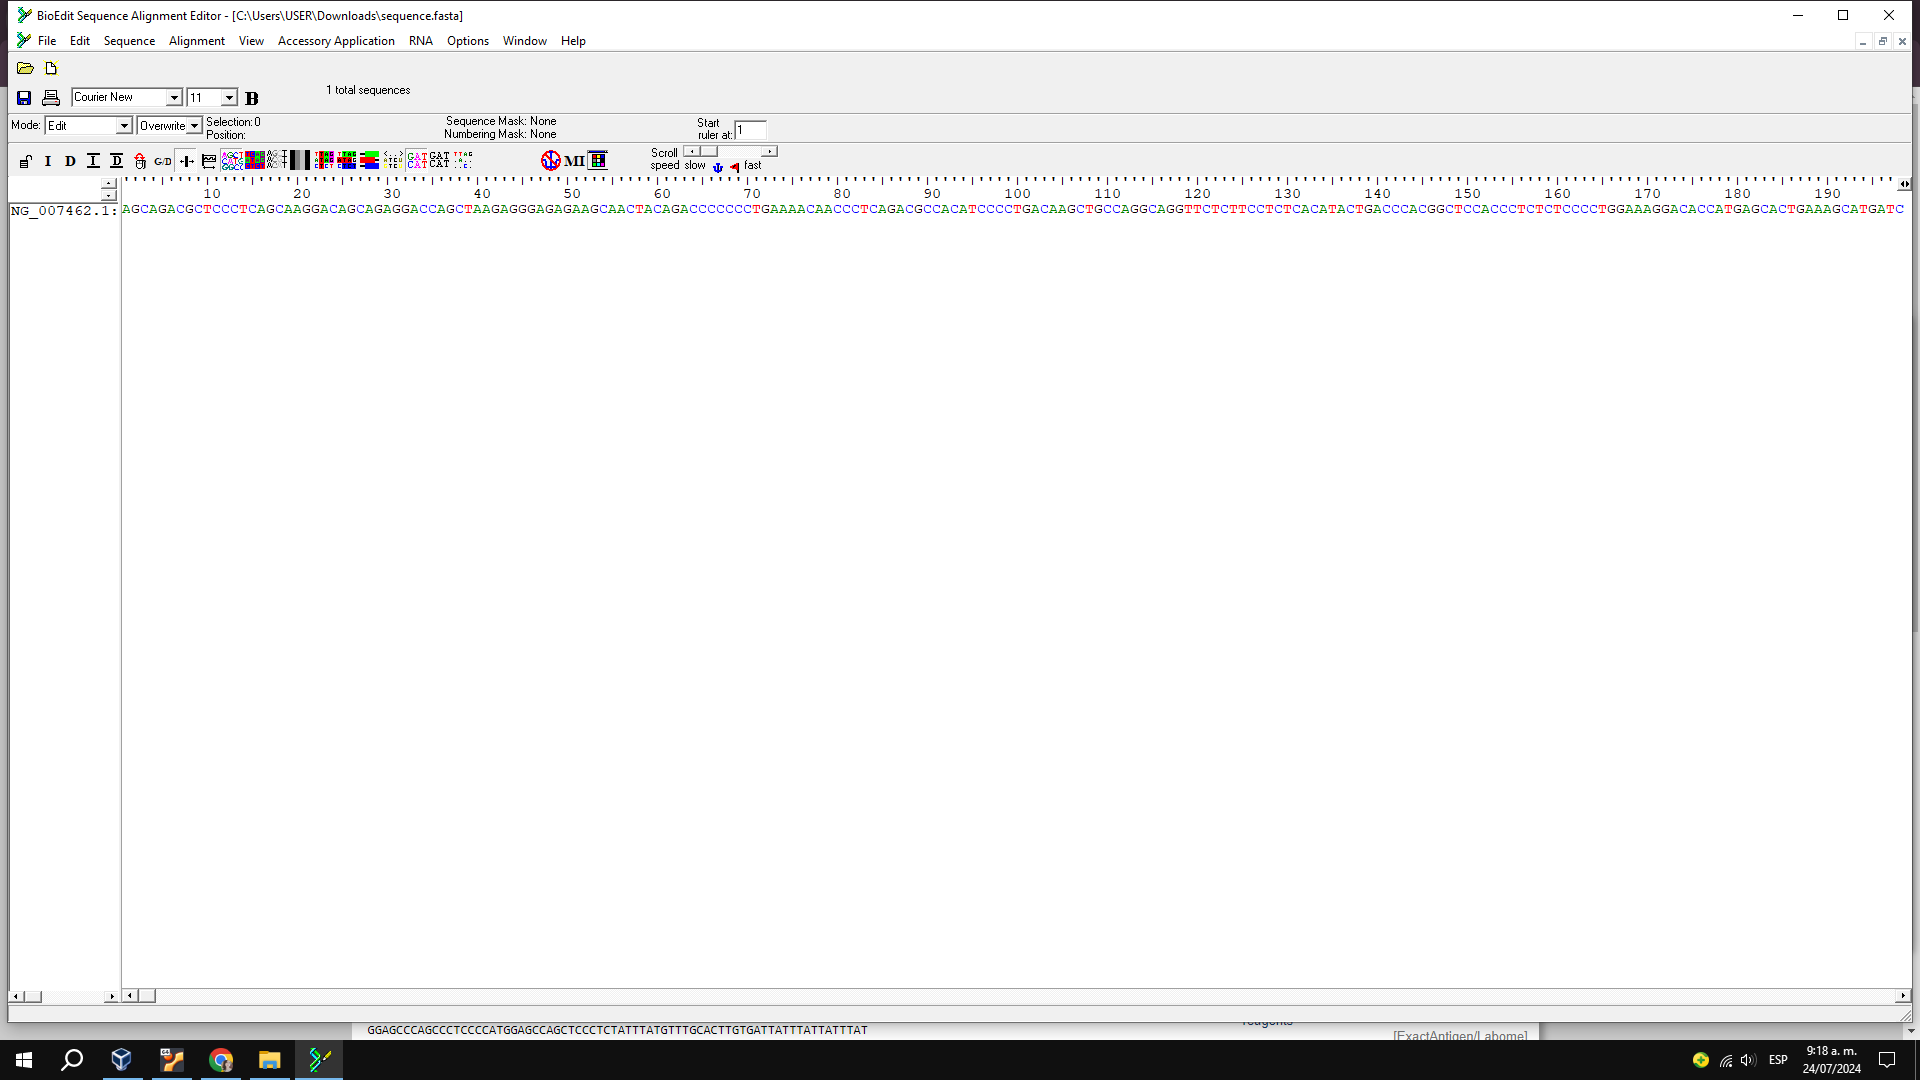 BioEdit Sequence Alignment Editor - [C:\Users\USER\Downloads\sequence.fasta]
File Edit Sequence Alignment View Accessory Application RNA Options Window Help
Courier New 11 B 1 total sequences
Mode: Edit Overwrite Selection: 0
Position:
Sequence Mask: None
Numbering Mask: None
Start
ruler at: 1
I D I D G/D MI
Scroll
speed slow fast
10 20 30 40 50 60 70 80 90 100 110 120 130 140 150 160 170 180 190
NG_007462.1: AGCAGACGCTCCCTCAGCAAGGACAGCAGAGGACCAGCTAAGAGGGAGAGAAGCAACTACAGACCCCCCCTGAAAACAACCCTCAGACGCCACATCCCCTGACAAGCTGCCAGGCAGGTTCTCTTCCTCTCACATACTGACCCACGGCTCCACCCTCTCTCCCCTGGAAAGGACACCATGAGCACTGAAAGCATGATC
GGAGCCCAGCCCTCCCCATGGAGCCAGCTCCCTCTATTTATGTTTGCACTTGTGATTATTTATTATTTAT
reagents
[ExactAntigen/Labome]
ESP
9:18 a. m.
24/07/2024